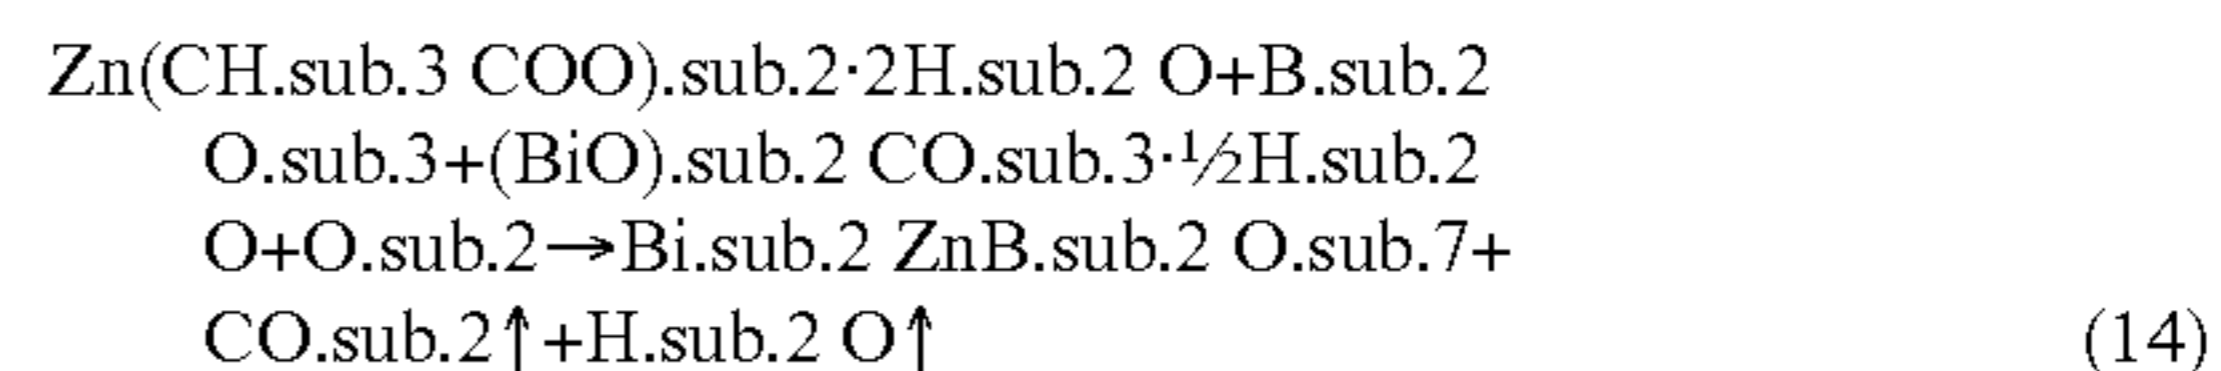 Zn(CH.sub.3 COO).sub.2·2H.sub.2 O+B.sub.2
O.sub.3+(BiO).sub.2 CO.sub.3·½H.sub.2
O+O.sub.2→Bi.sub.2 ZnB.sub.2 O.sub.7+
CO.sub.2↑+H.sub.2 O↑ (14)